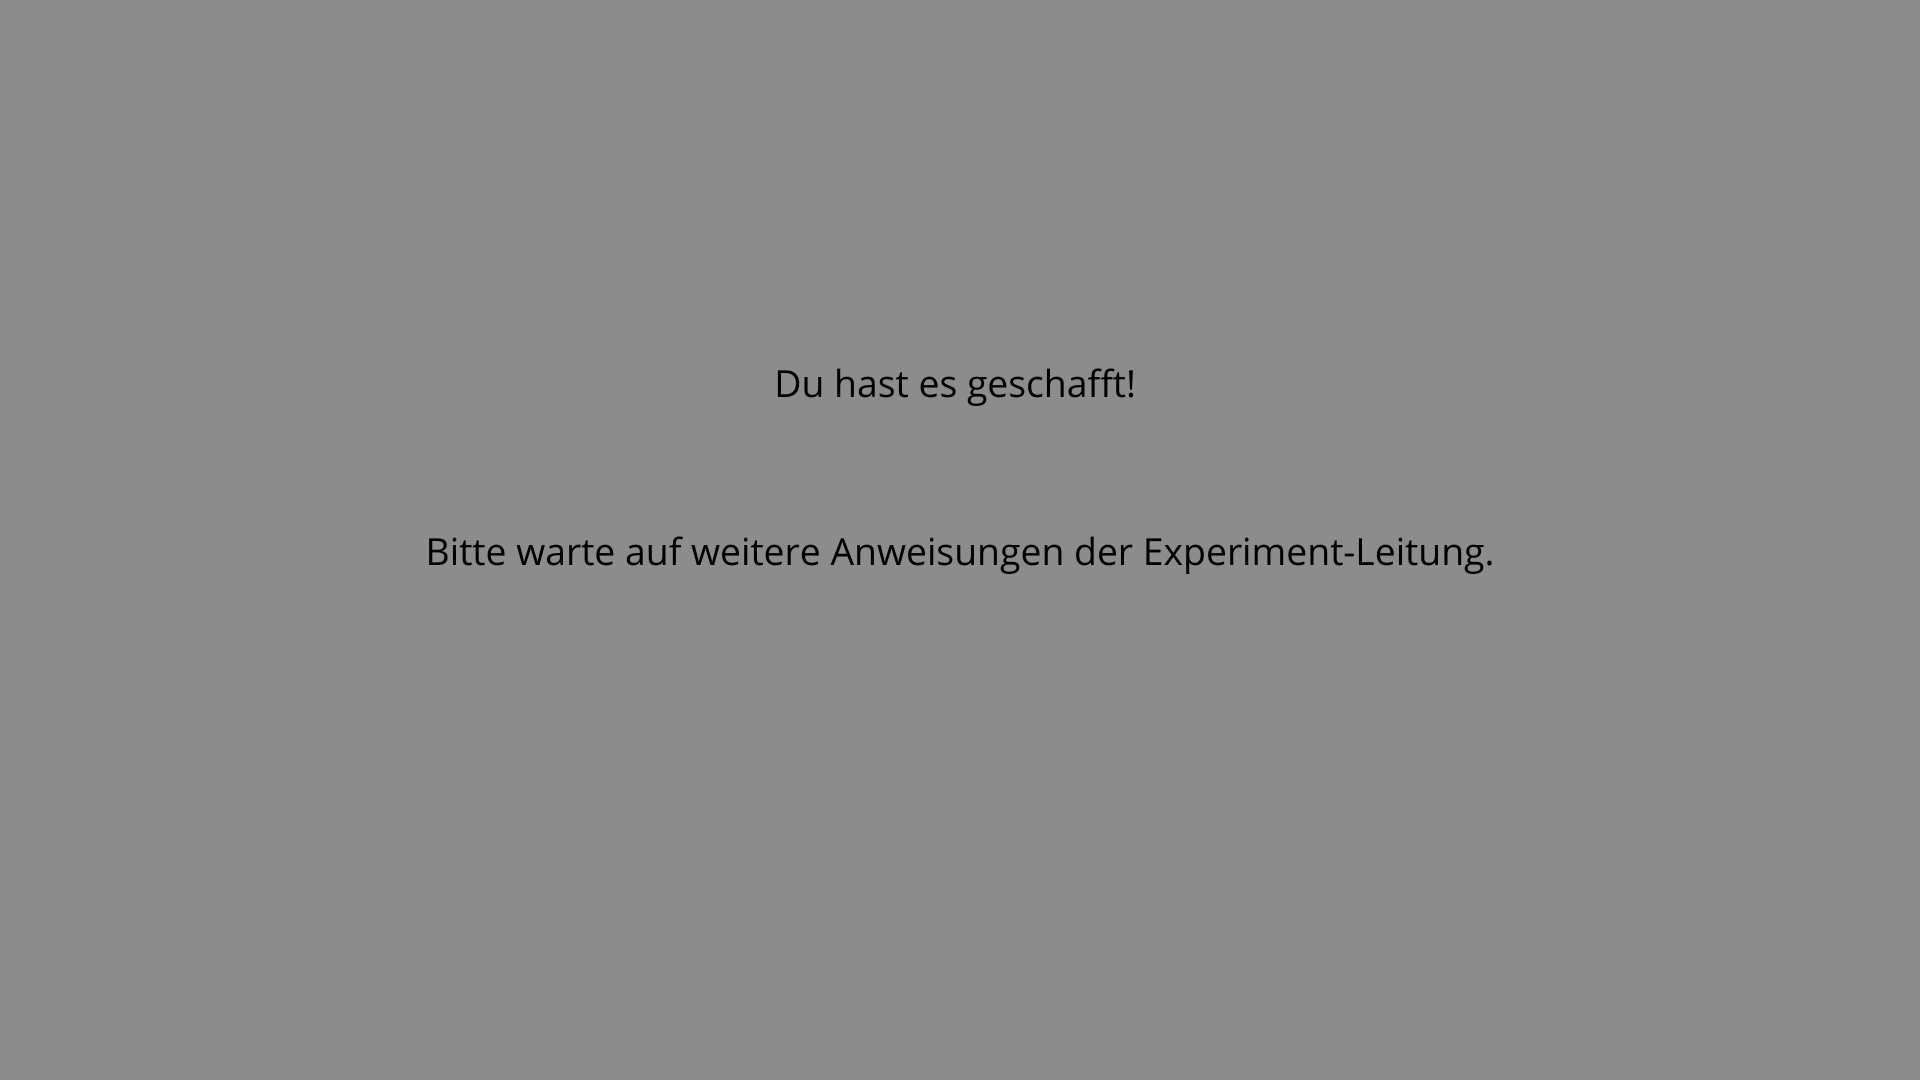 Du hast es geschafft!
Bitte warte auf weitere Anweisungen der Experiment-Leitung.